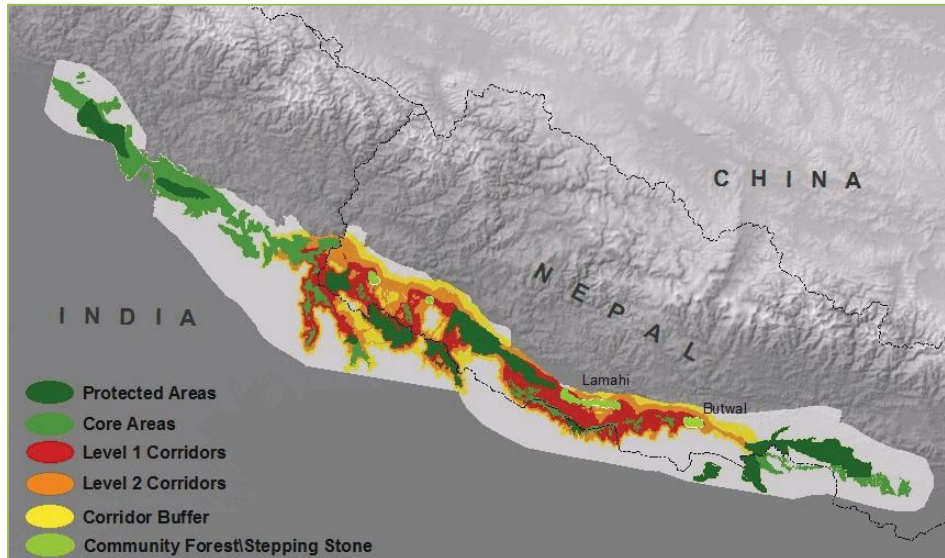 CHINA
NEPAL
INDIA
Lamahi
Butwal
Protected Areas
Core Areas
Level 1 Corridors
Level 2 Corridors
Corridor Buffer
Community Forest\Stepping Stone